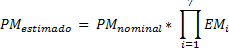 PM_estimado = PM_nominal * ∏_{i=1}^{7} EM_i